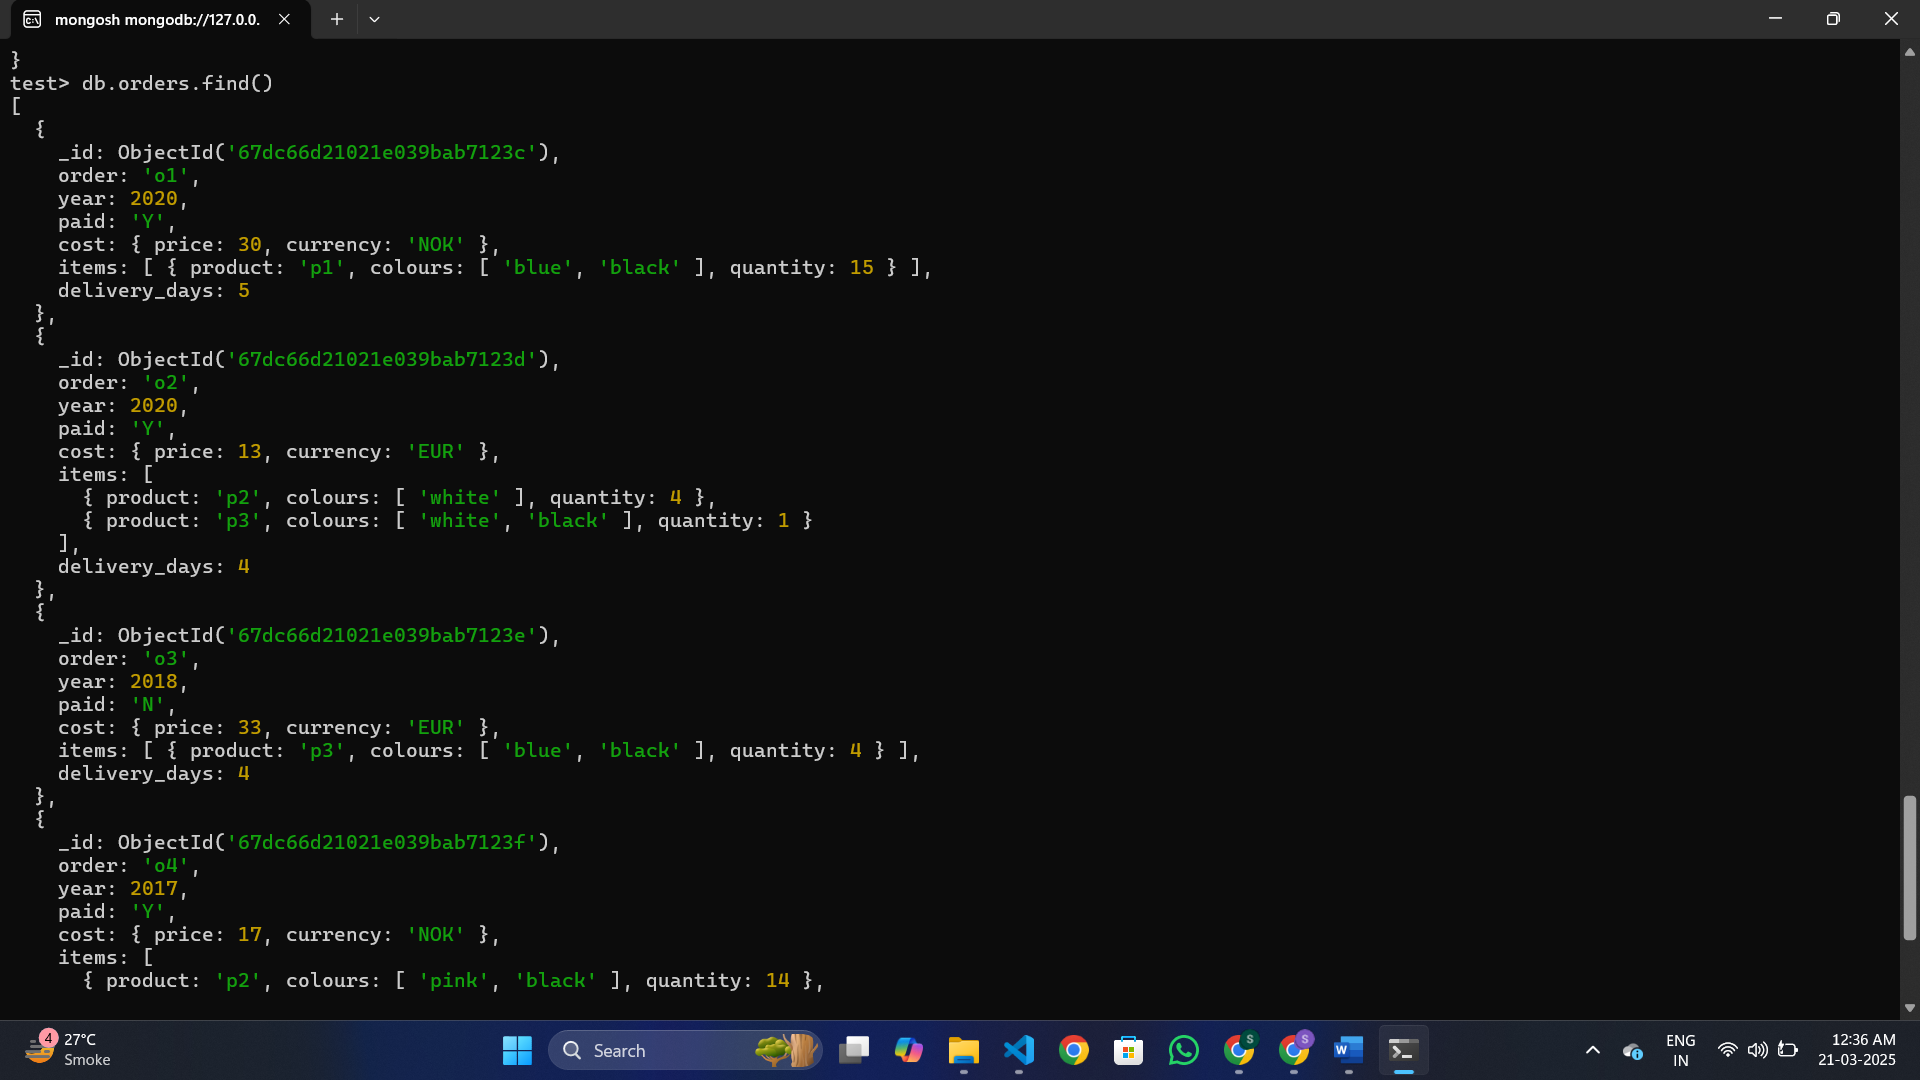 mongosh mongodb://127.0.0.
}
test> db.orders.find()
[
  {
    _id: ObjectId('67dc66d21021e039bab7123c'),
    order: 'o1',
    year: 2020,
    paid: 'Y',
    cost: { price: 30, currency: 'NOK' },
    items: [ { product: 'p1', colours: [ 'blue', 'black' ], quantity: 15 } ],
    delivery_days: 5
  },
  {
    _id: ObjectId('67dc66d21021e039bab7123d'),
    order: 'o2',
    year: 2020,
    paid: 'Y',
    cost: { price: 13, currency: 'EUR' },
    items: [
      { product: 'p2', colours: [ 'white' ], quantity: 4 },
      { product: 'p3', colours: [ 'white', 'black' ], quantity: 1 }
    ],
    delivery_days: 4
  },
  {
    _id: ObjectId('67dc66d21021e039bab7123e'),
    order: 'o3',
    year: 2018,
    paid: 'N',
    cost: { price: 33, currency: 'EUR' },
    items: [ { product: 'p3', colours: [ 'blue', 'black' ], quantity: 4 } ],
    delivery_days: 4
  },
  {
    _id: ObjectId('67dc66d21021e039bab7123f'),
    order: 'o4',
    year: 2017,
    paid: 'Y',
    cost: { price: 17, currency: 'NOK' },
    items: [
      { product: 'p2', colours: [ 'pink', 'black' ], quantity: 14 },
4
27°C
Smoke
Search
S
S
W
ENG
IN
12:36 AM
21-03-2025